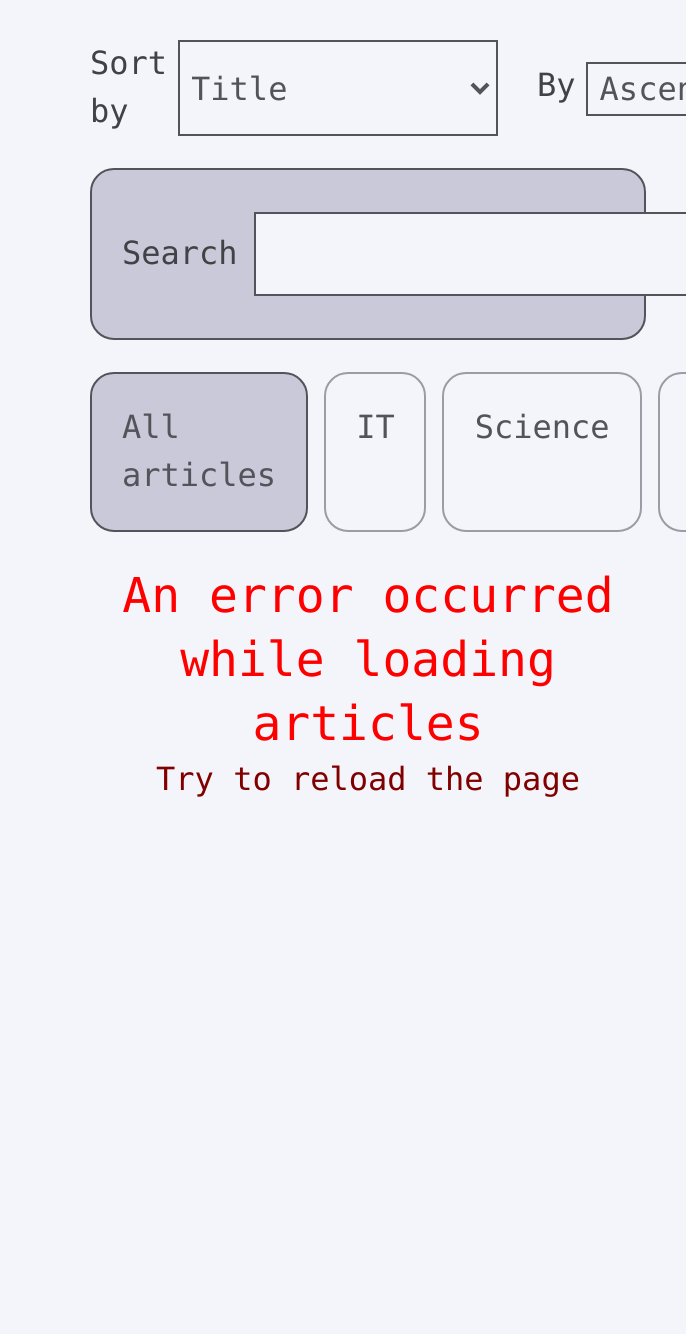 Sort by
Title
By
Ascen
Search
All articles
IT
Science
An error occurred
while loading
articles
Try to reload the page